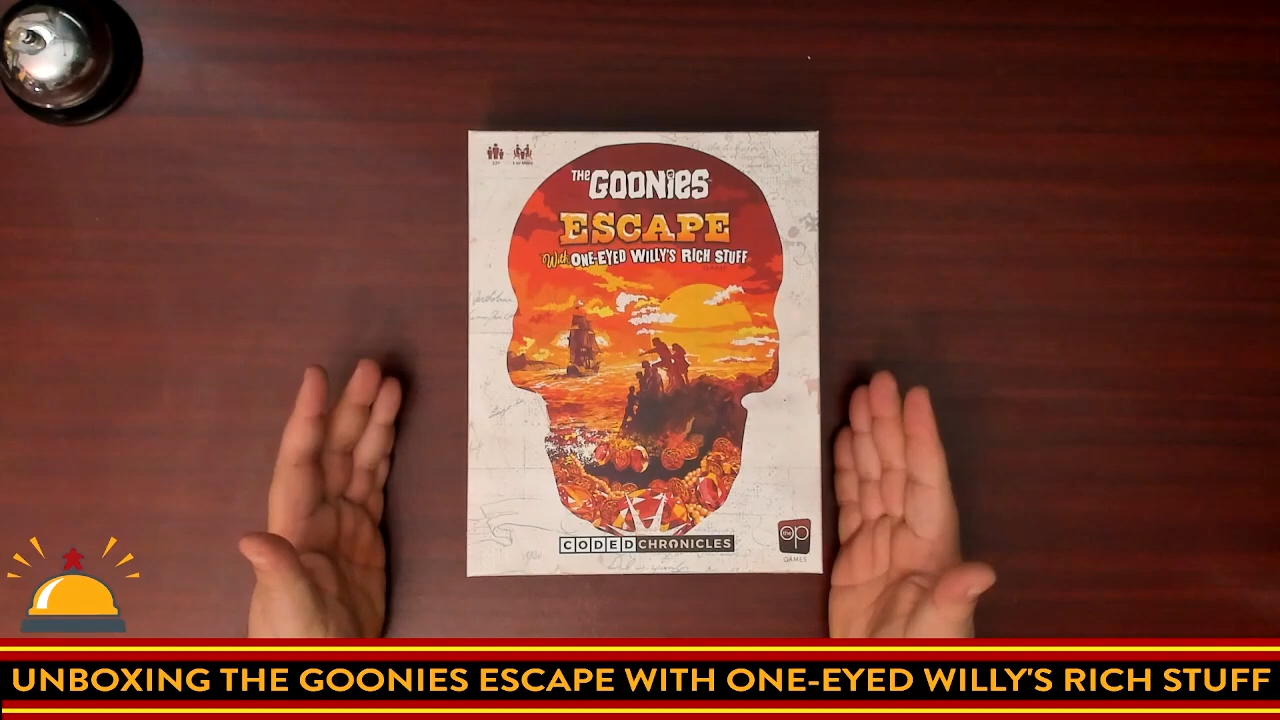 THE GOONIES
ESCAPE
With ONE-EYED WILLY'S RICH STUFF
CODED CHRONICLES
the op
GAMES
UNBOXING THE GOONIES ESCAPE WITH ONE-EYED WILLY'S RICH STUFF